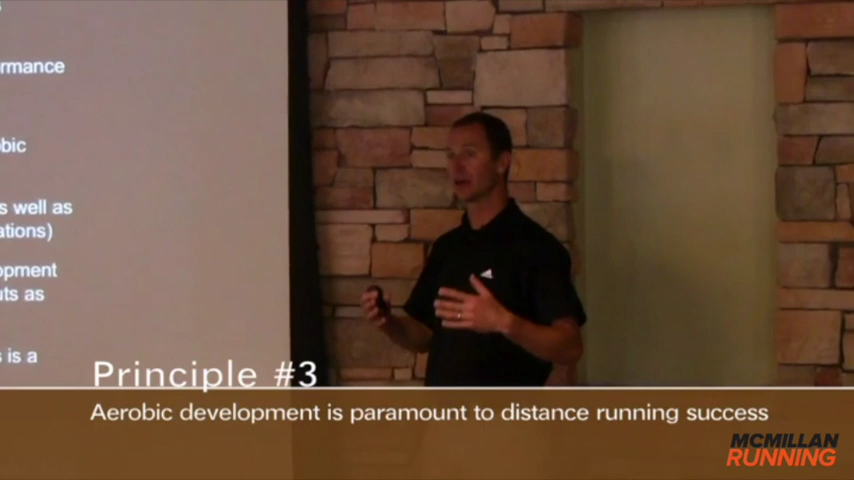 rmance
bic
s well as
ations)
opment
uts as
s is a
Principle #3
Aerobic development is paramount to distance running success
MCMILLAN
RUNNING